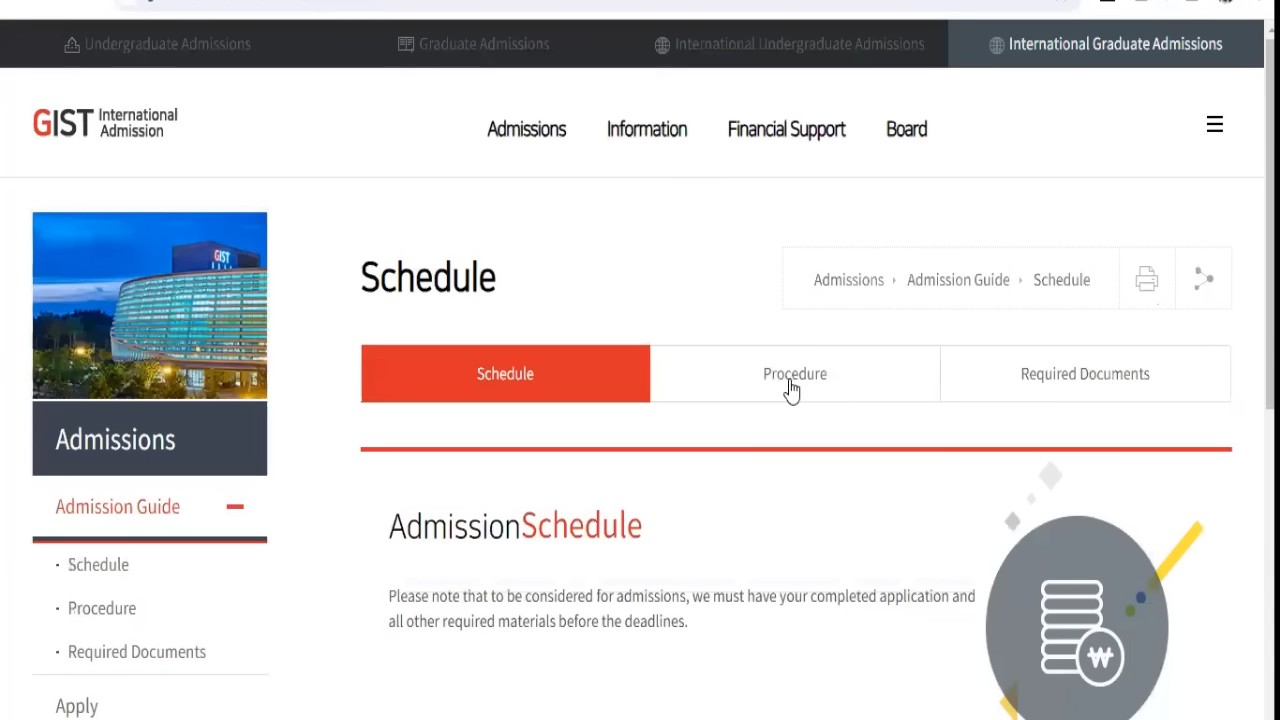 Undergraduate Admissions
Graduate Admissions
International Undergraduate Admissions
International Graduate Admissions
GIST International Admission
Admissions
Information
Financial Support
Board
GIST
Schedule
Admissions › Admission Guide › Schedule
Schedule
Procedure
Required Documents
Admissions
Admission Guide
· Schedule
· Procedure
· Required Documents
Apply
AdmissionSchedule
Please note that to be considered for admissions, we must have your completed application and
all other required materials before the deadlines.
₩